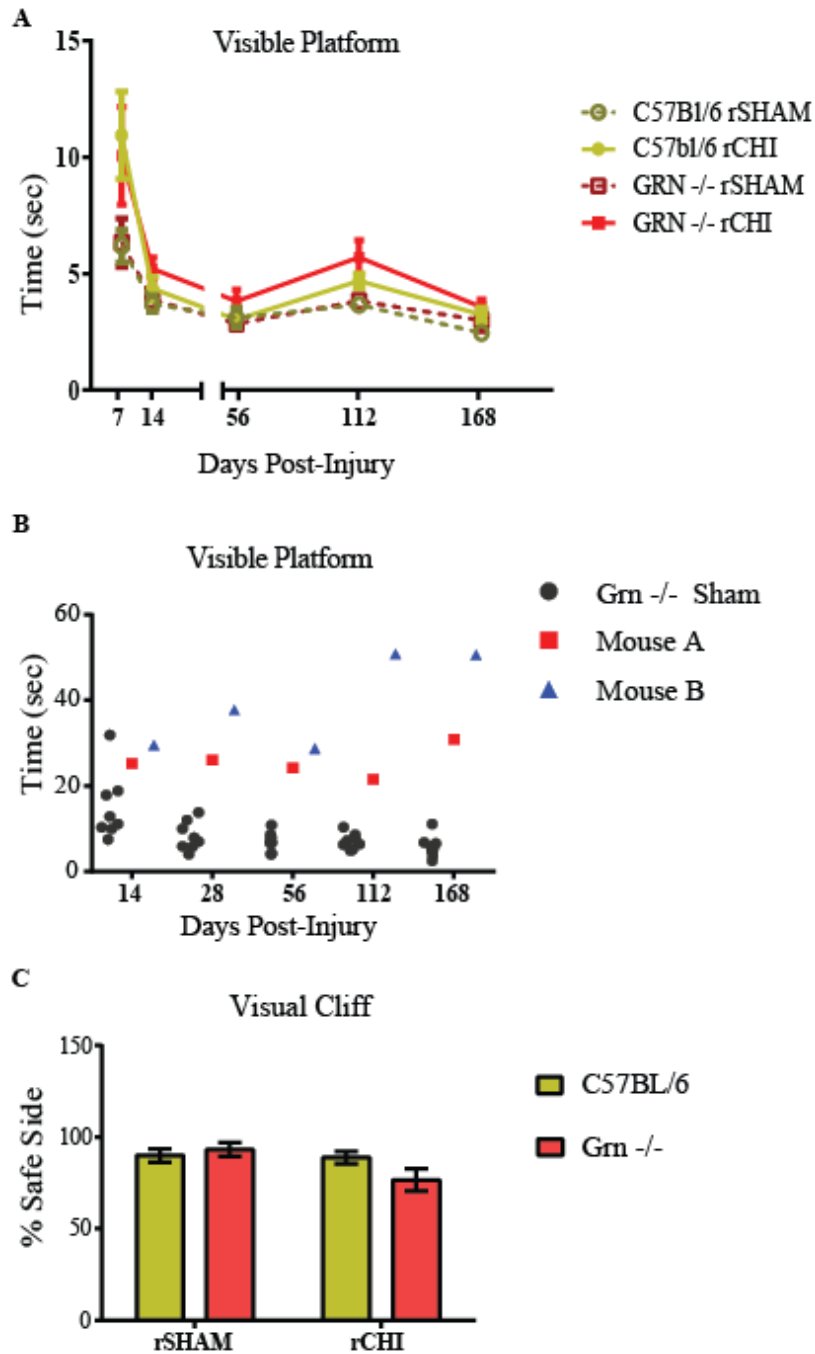 A
Visible Platform
15
10
5
0
Time (sec)
7 14 56 112 168
Days Post-Injury
C57Bl/6 rSHAM
C57bl/6 rCHI
GRN -/- rSHAM
GRN -/- rCHI
B
Visible Platform
60
40
20
0
Time (sec)
14 28 56 112 168
Days Post-Injury
Grn -/- Sham
Mouse A
Mouse B
C
Visual Cliff
150
100
50
0
% Safe Side
rSHAM rCHI
C57BL/6
Grn -/-